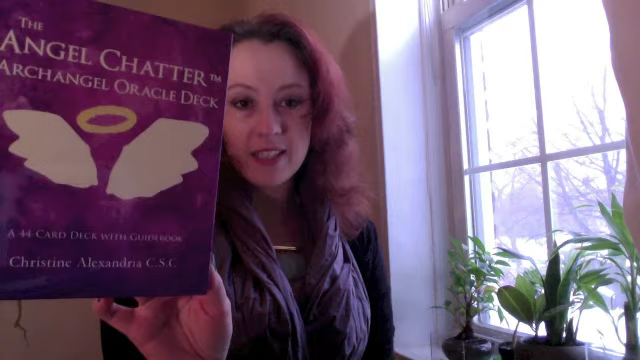 THE
ANGEL CHATTER™
ARCHANGEL ORACLE DECK
A 44 CARD DECK WITH GUIDEBOOK
Christine Alexandria C.S.C.